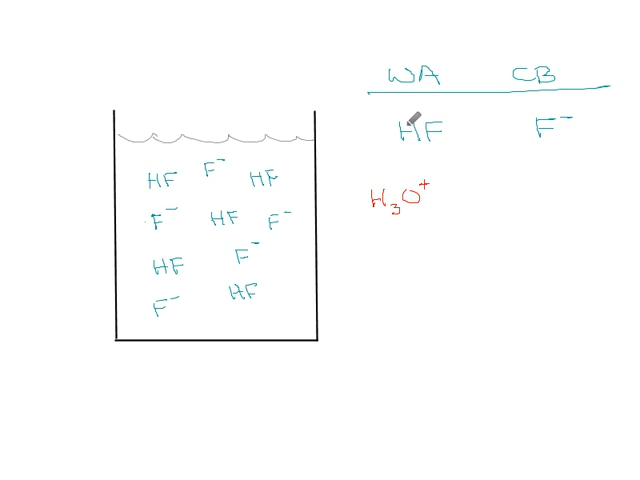 WA CB
HF F⁻
H₃O⁺
HF F⁻ HF
F⁻ HF F⁻
HF F⁻
F⁻ HF